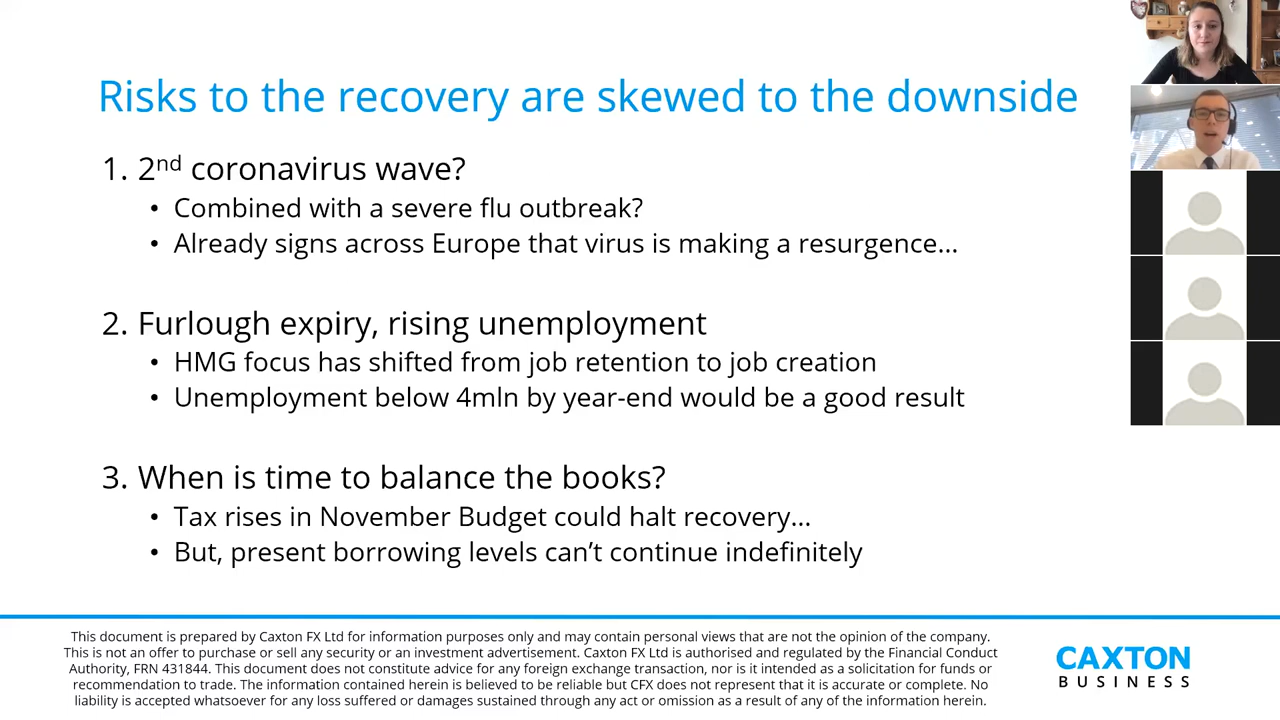 Risks to the recovery are skewed to the downside
1. 2nd coronavirus wave?
• Combined with a severe flu outbreak?
• Already signs across Europe that virus is making a resurgence...
2. Furlough expiry, rising unemployment
• HMG focus has shifted from job retention to job creation
• Unemployment below 4mln by year-end would be a good result
3. When is time to balance the books?
• Tax rises in November Budget could halt recovery...
• But, present borrowing levels can't continue indefinitely
This document is prepared by Caxton FX Ltd for information purposes only and may contain personal views that are not the opinion of the company.
This is not an offer to purchase or sell any security or an investment advertisement. Caxton FX Ltd is authorised and regulated by the Financial Conduct
Authority, FRN 431844. This document does not constitute advice for any foreign exchange transaction, nor is it intended as a solicitation for funds or
recommendation to trade. The information contained herein is believed to be reliable but CFX does not represent that it is accurate or complete. No
liability is accepted whatsoever for any loss suffered or damages sustained through any act or omission as a result of any of the information herein.
CAXTON
BUSINESS